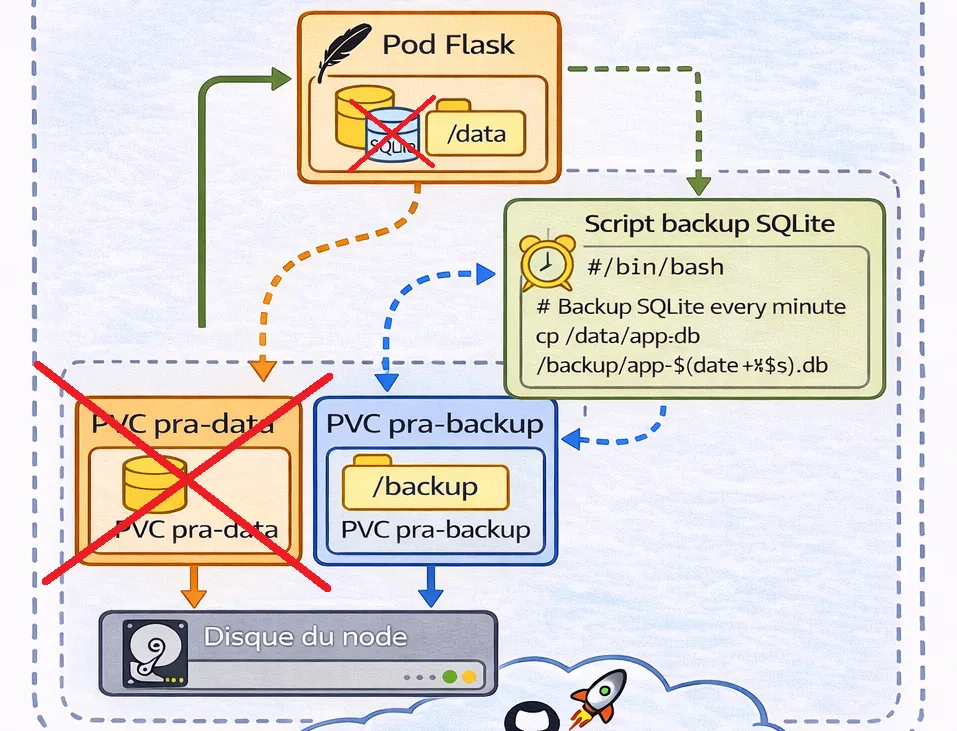 Pod Flask
SQLite
/data
Script backup SQLite
#/bin/bash
# Backup SQLite every minute
cp /data/app.db
/backup/app-$(date +%$s).db
PVC pra-data
PVC pra-data
PVC pra-backup
/backup
PVC pra-backup
Disque du node